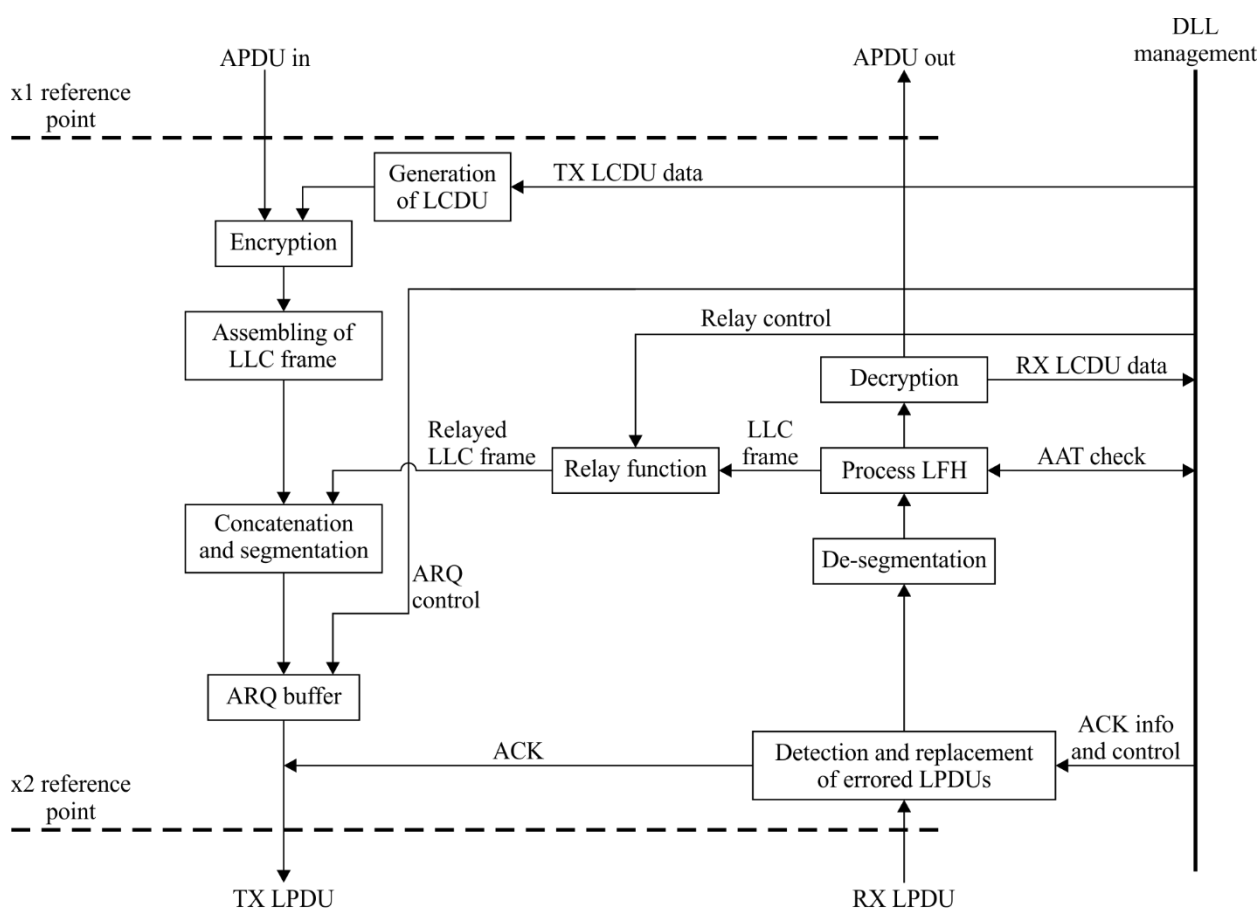 DLL
management
APDU in
APDU out
x1 reference
point
Generation
of LCDU
TX LCDU data
Encryption
Assembling of
LLC frame
Relay control
Decryption
RX LCDU data
Relayed
LLC frame
Relay function
LLC
frame
Process LFH
AAT check
Concatenation
and segmentation
De-segmentation
ARQ
control
ARQ buffer
ACK
Detection and replacement
of errored LPDUs
ACK info
and control
x2 reference
point
TX LPDU
RX LPDU